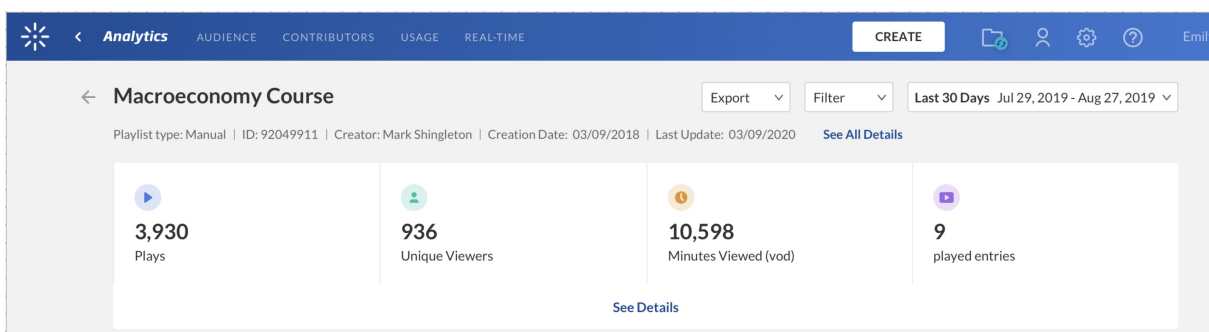 Analytics AUDIENCE CONTRIBUTORS USAGE REAL-TIME CREATE
Macroeconomy Course Export Filter Last 30 Days Jul 29, 2019 - Aug 27, 2019
Playlist type: Manual | ID: 92049911 | Creator: Mark Shingleton | Creation Date: 03/09/2018 | Last Update: 03/09/2020 See All Details
3,930 936 10,598 9
Plays Unique Viewers Minutes Viewed (vod) played entries
See Details